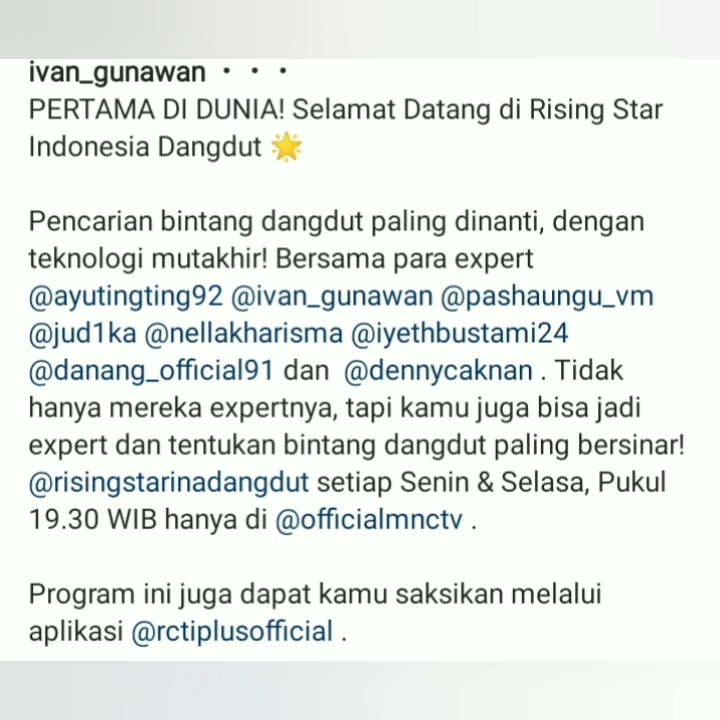 ivan_gunawan • • •
PERTAMA DI DUNIA! Selamat Datang di Rising Star
Indonesia Dangdut 🌟
Pencarian bintang dangdut paling dinanti, dengan
teknologi mutakhir! Bersama para expert
@ayutingting92 @ivan_gunawan @pashaungu_vm
@jud1ka @nellakharisma @iyethbustami24
@danang_official91 dan @dennycaknan . Tidak
hanya mereka expertnya, tapi kamu juga bisa jadi
expert dan tentukan bintang dangdut paling bersinar!
@risingstarinadangdut setiap Senin & Selasa, Pukul
19.30 WIB hanya di @officialmnctv .
Program ini juga dapat kamu saksikan melalui
aplikasi @rctiplusofficial .